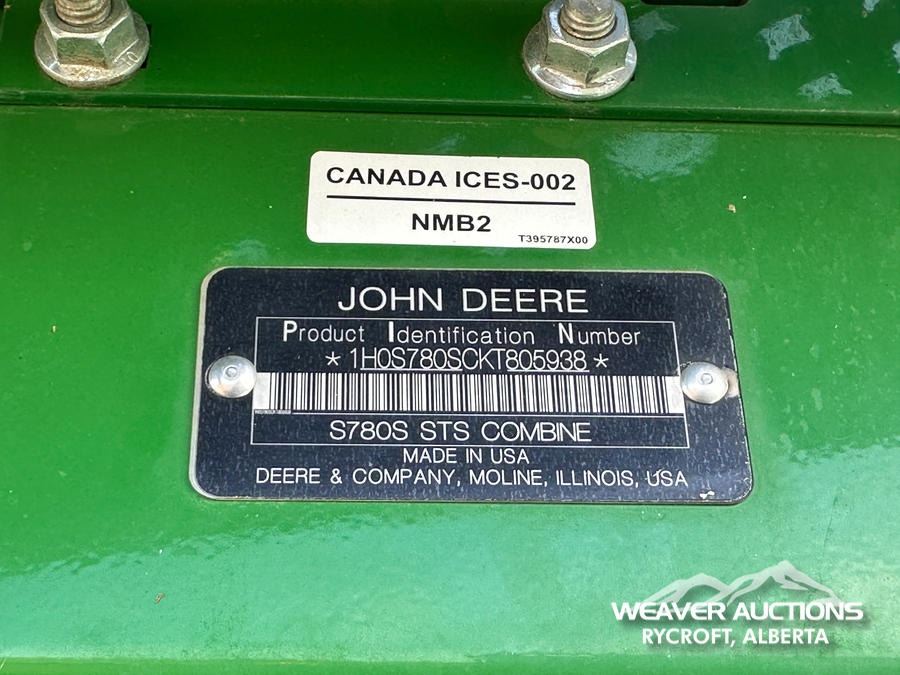 CANADA ICES-002
NMB2
T395787X00
JOHN DEERE
Product Identification Number
*1H0S780SCKT805938*
S780S STS COMBINE
MADE IN USA
DEERE & COMPANY, MOLINE, ILLINOIS, USA
WEAVER AUCTIONS
RYCROFT, ALBERTA